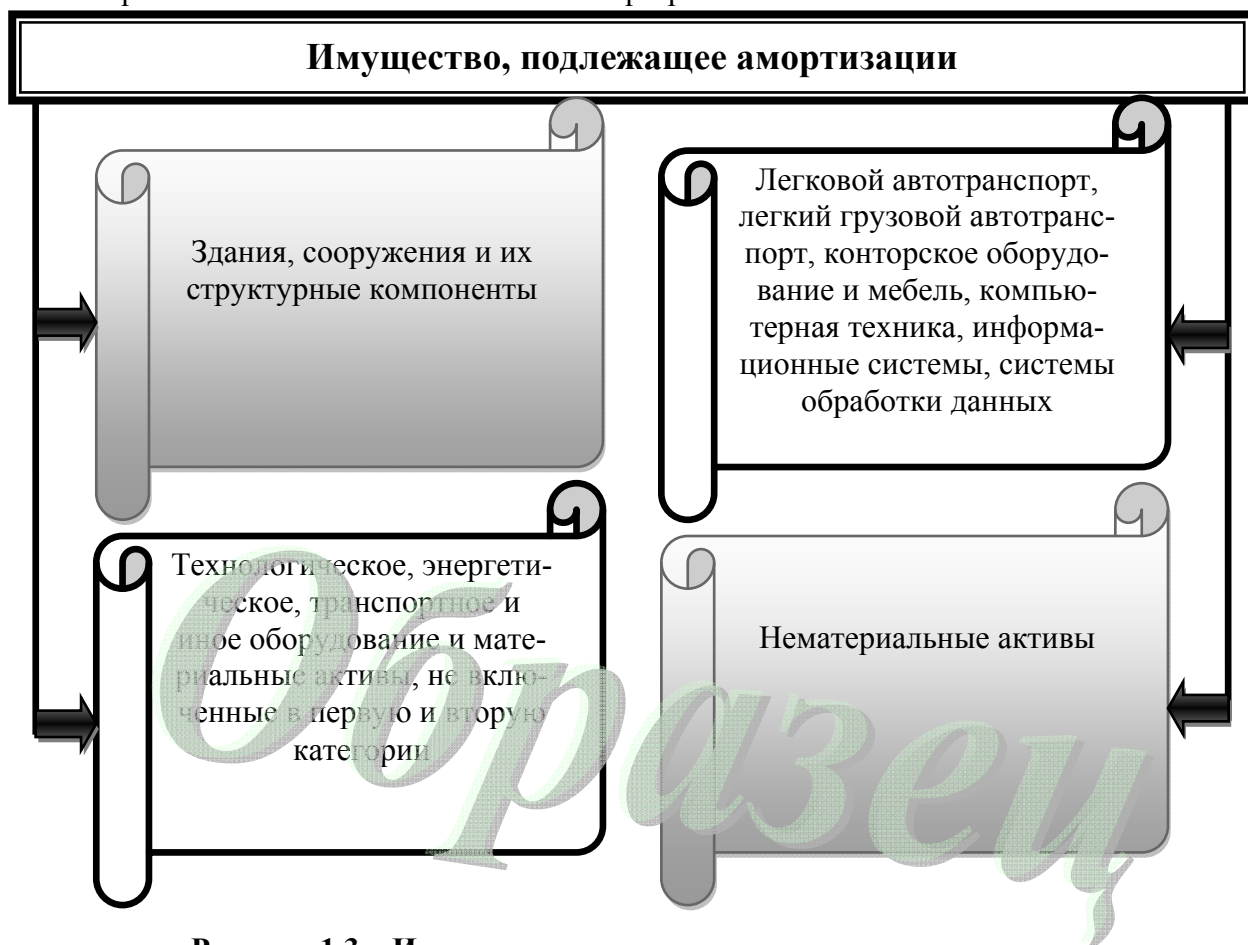 Имущество, подлежащее амортизации
Здания, сооружения и их
структурные компоненты
Легковой автотранспорт,
легкий грузовой автотранс-
порт, конторское оборудо-
вание и мебель, компью-
терная техника, информа-
ционные системы, системы
обработки данных
Технологическое, энергети-
ческое, транспортное и
иное оборудование и мате-
риальные активы, не вклю-
ченные в первую и вторую
категории
Нематериальные активы
Образец